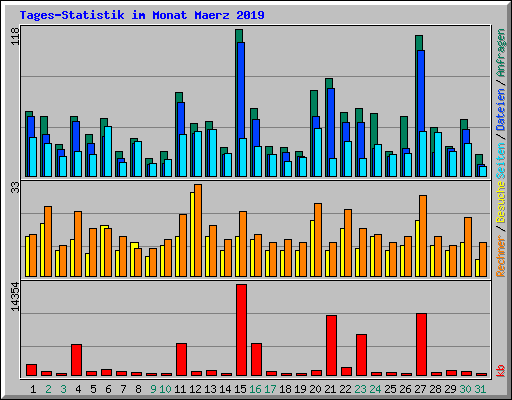 Tages-Statistik im Monat Maerz 2019
118
33
14354
Rechner / Besuche Seiten / Dateien / Anfragen
kb
1 2 3 4 5 6 7 8 9 10 11 12 13 14 15 16 17 18 19 20 21 22 23 24 25 26 27 28 29 30 31